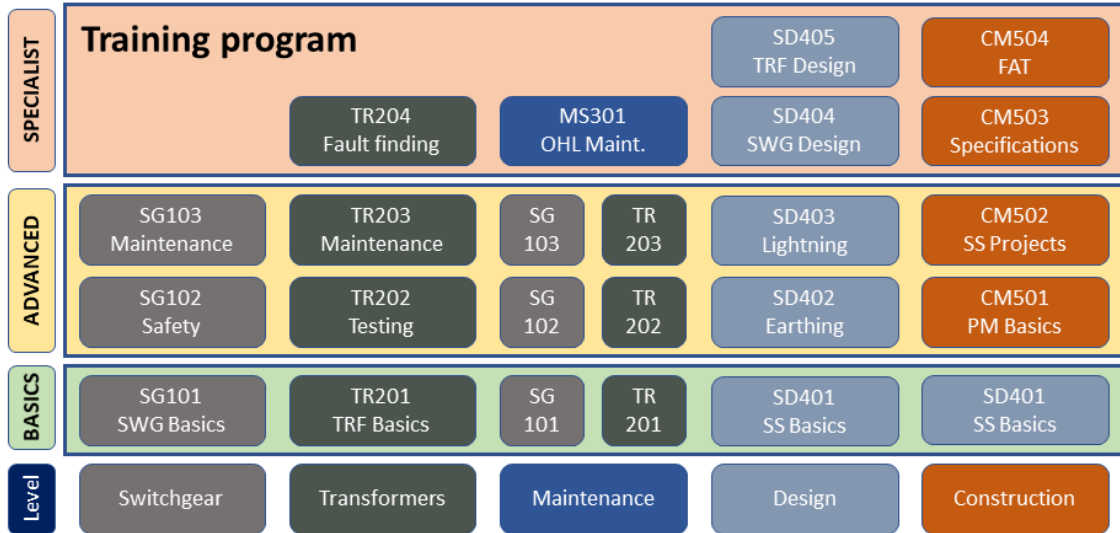 Training program
SPECIALIST
SD405
TRF Design
CM504
FAT
TR204
Fault finding
MS301
OHL Maint.
SD404
SWG Design
CM503
Specifications
ADVANCED
SG103
Maintenance
TR203
Maintenance
SG
103
TR
203
SD403
Lightning
CM502
SS Projects
SG102
Safety
TR202
Testing
SG
102
TR
202
SD402
Earthing
CM501
PM Basics
BASICS
SG101
SWG Basics
TR201
TRF Basics
SG
101
TR
201
SD401
SS Basics
SD401
SS Basics
Level
Switchgear
Transformers
Maintenance
Design
Construction